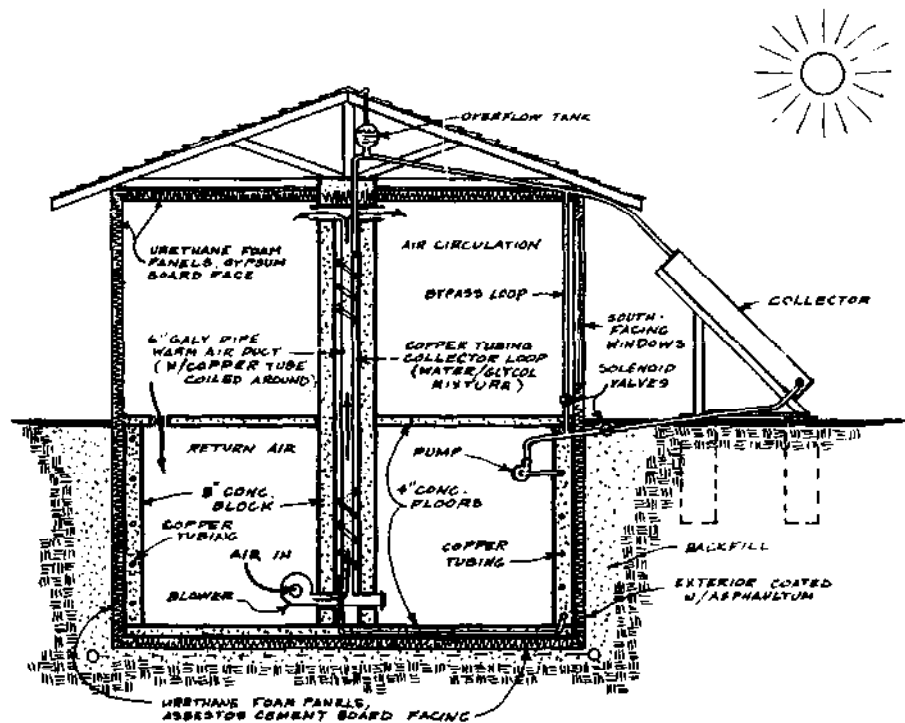 OVERFLOW TANK
URETHANE FOAM
PANELS, GYPSUM
BOARD FACE
AIR CIRCULATION
BYPASS LOOP
COLLECTOR
SOUTH-
FACING
WINDOWS
6" GALV PIPE
WARM AIR DUCT
(W/COPPER TUBE
COILED AROUND)
COPPER TUBING
COLLECTOR LOOP
(WATER/GLYCOL
MIXTURE)
SOLENOID
VALVES
RETURN AIR
PUMP
8" CONC.
BLOCK
4" CONC.
FLOORS
COPPER
TUBING
AIR IN
BLOWER
COPPER
TUBING
BACKFILL
EXTERIOR COATED
W/ASPHAULTUM
URETHANE FOAM PANELS,
ASBESTOS CEMENT BOARD FACING